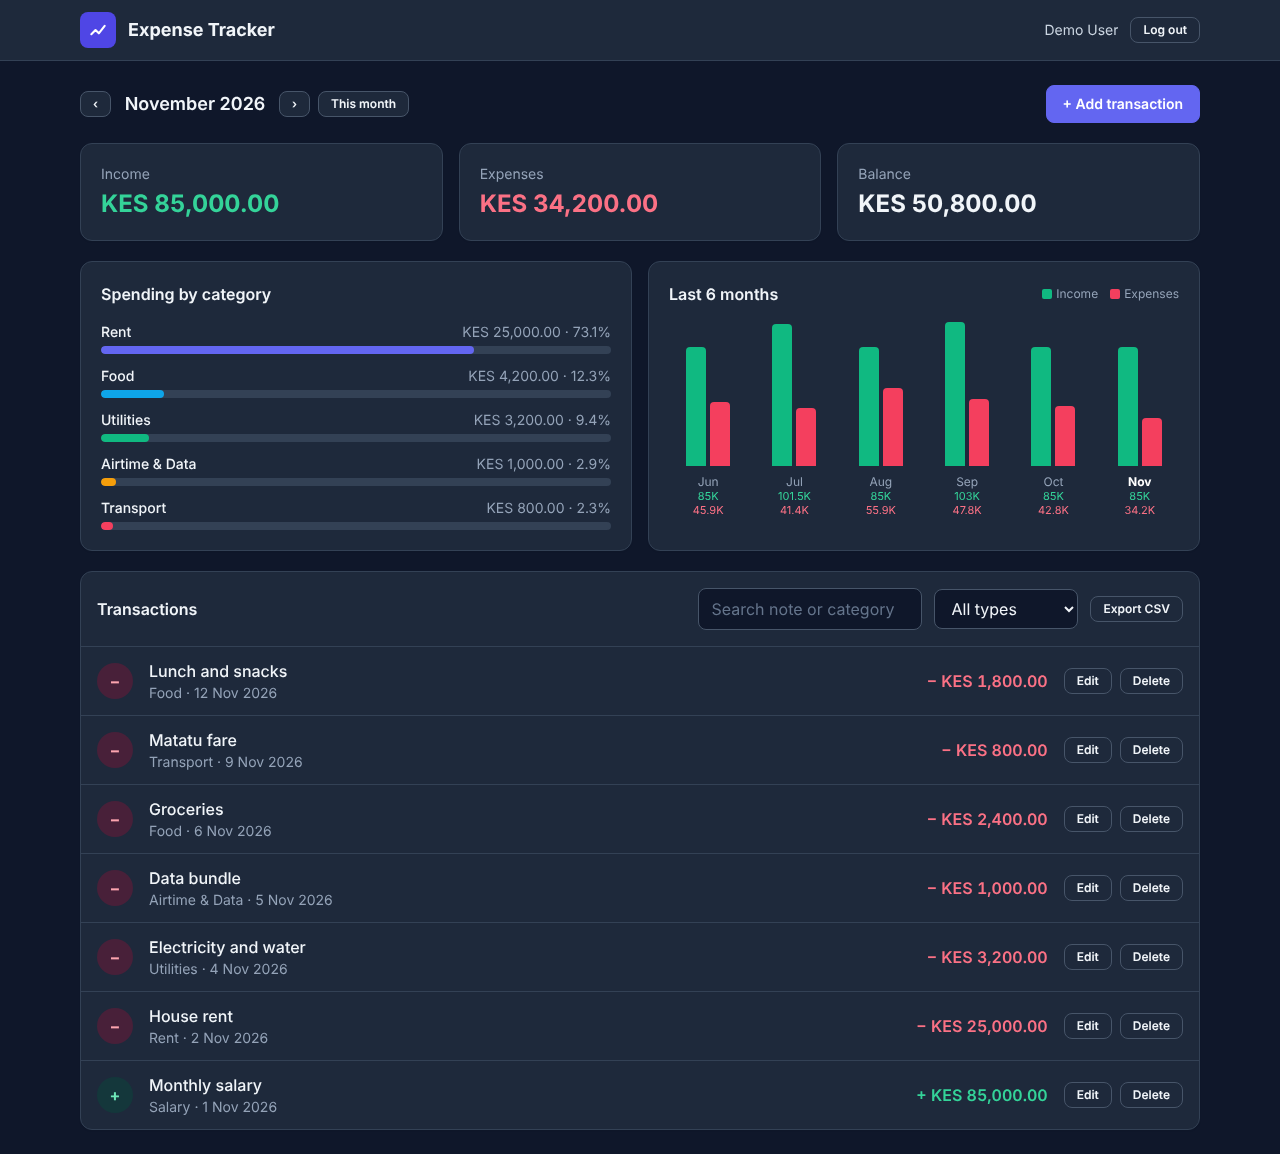 Expense Tracker
Demo User
Log out
‹
November 2026
›
This month
+ Add transaction
Income
KES 85,000.00
Expenses
KES 34,200.00
Balance
KES 50,800.00
Spending by category
Rent
KES 25,000.00 · 73.1%
Food
KES 4,200.00 · 12.3%
Utilities
KES 3,200.00 · 9.4%
Airtime & Data
KES 1,000.00 · 2.9%
Transport
KES 800.00 · 2.3%
Last 6 months
Income
Expenses
Jun
85K
45.9K
Jul
101.5K
41.4K
Aug
85K
55.9K
Sep
103K
47.8K
Oct
85K
42.8K
Nov
85K
34.2K
Transactions
Search note or category
All types
Export CSV
–
Lunch and snacks
Food · 12 Nov 2026
− KES 1,800.00
Edit
Delete
–
Matatu fare
Transport · 9 Nov 2026
− KES 800.00
Edit
Delete
–
Groceries
Food · 6 Nov 2026
− KES 2,400.00
Edit
Delete
–
Data bundle
Airtime & Data · 5 Nov 2026
− KES 1,000.00
Edit
Delete
–
Electricity and water
Utilities · 4 Nov 2026
− KES 3,200.00
Edit
Delete
–
House rent
Rent · 2 Nov 2026
− KES 25,000.00
Edit
Delete
+
Monthly salary
Salary · 1 Nov 2026
+ KES 85,000.00
Edit
Delete